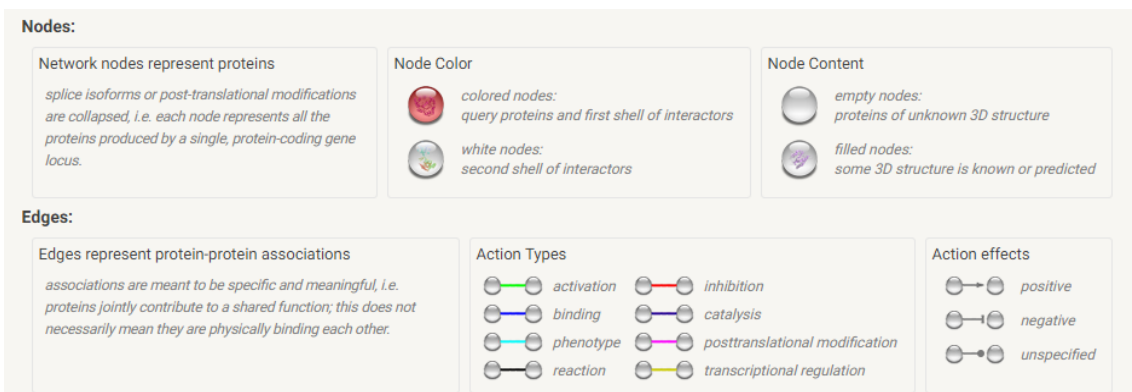 Nodes:
Network nodes represent proteins
splice isoforms or post-translational modifications
are collapsed, i.e. each node represents all the
proteins produced by a single, protein-coding gene
locus.
Node Color
colored nodes:
query proteins and first shell of interactors
white nodes:
second shell of interactors
Node Content
empty nodes:
proteins of unknown 3D structure
filled nodes:
some 3D structure is known or predicted
Edges:
Edges represent protein-protein associations
associations are meant to be specific and meaningful, i.e.
proteins jointly contribute to a shared function; this does not
necessarily mean they are physically binding each other.
Action Types
activation
inhibition
binding
catalysis
phenotype
posttranslational modification
reaction
transcriptional regulation
Action effects
positive
negative
unspecified